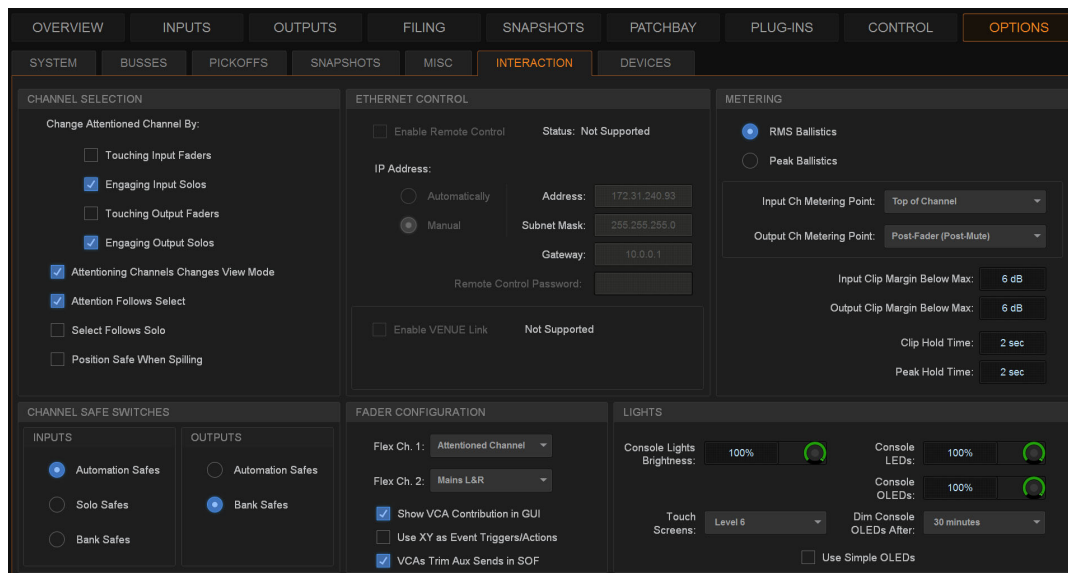 OVERVIEW INPUTS OUTPUTS FILING SNAPSHOTS PATCHBAY PLUG-INS CONTROL OPTIONS
SYSTEM BUSSES PICKOFFS SNAPSHOTS MISC INTERACTION DEVICES
CHANNEL SELECTION
Change Attentioned Channel By:
Touching Input Faders
Engaging Input Solos
Touching Output Faders
Engaging Output Solos
Attentioning Channels Changes View Mode
Attention Follows Select
Select Follows Solo
Position Safe When Spilling
ETHERNET CONTROL
Enable Remote Control Status: Not Supported
IP Address:
Automatically Address: 172.31.240.93
Manual Subnet Mask: 255.255.255.0
Gateway: 10.0.0.1
Remote Control Password:
Enable VENUE Link Not Supported
METERING
RMS Ballistics
Peak Ballistics
Input Ch Metering Point: Top of Channel
Output Ch Metering Point: Post-Fader (Post-Mute)
Input Clip Margin Below Max: 6 dB
Output Clip Margin Below Max: 6 dB
Clip Hold Time: 2 sec
Peak Hold Time: 2 sec
CHANNEL SAFE SWITCHES
INPUTS
Automation Safes
Solo Safes
Bank Safes
OUTPUTS
Automation Safes
Bank Safes
FADER CONFIGURATION
Flex Ch. 1: Attentioned Channel
Flex Ch. 2: Mains L&R
Show VCA Contribution in GUI
Use XY as Event Triggers/Actions
VCAs Trim Aux Sends in SOF
LIGHTS
Console Lights
Brightness: 100%
Console
LEDs: 100%
Console
OLEDs: 100%
Touch
Screens: Level 6
Dim Console
OLEDs After: 30 minutes
Use Simple OLEDs